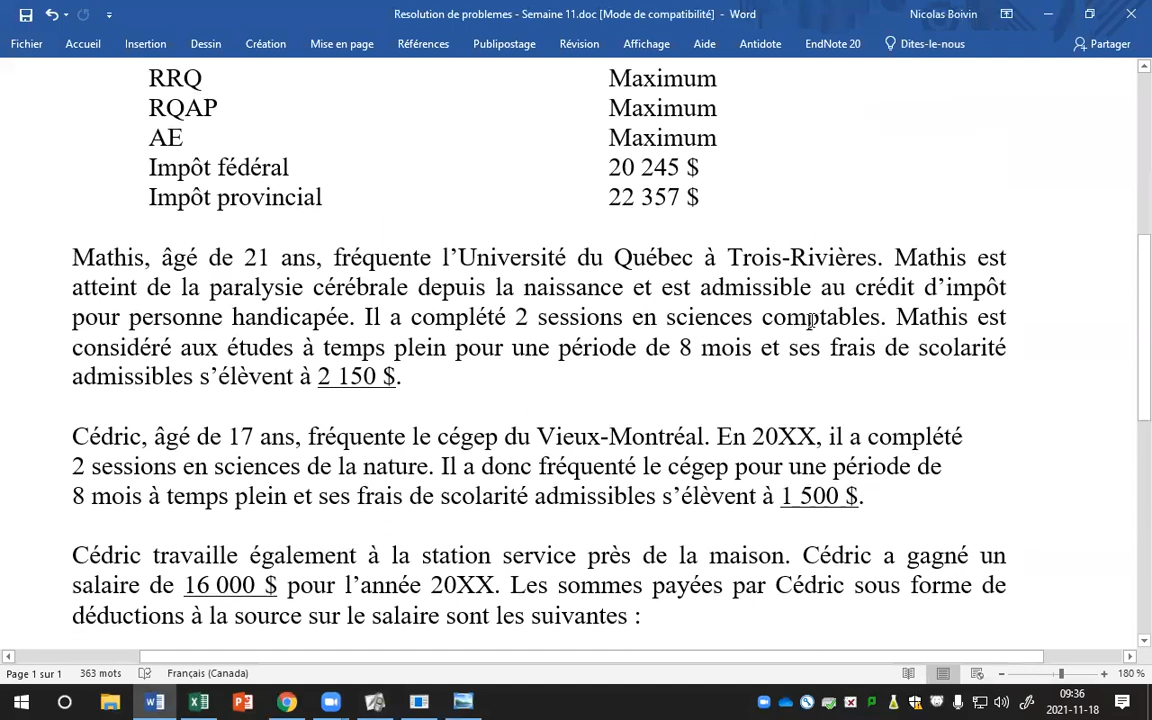 Resolution de problemes - Semaine 11.doc [Mode de compatibilité] - Word
Nicolas Boivin
Fichier Accueil Insertion Dessin Création Mise en page Références Publipostage Révision Affichage Aide Antidote EndNote 20 Dites-le-nous Partager
RRQ Maximum
RQAP Maximum
AE Maximum
Impôt fédéral 20 245 $
Impôt provincial 22 357 $
Mathis, âgé de 21 ans, fréquente l’Université du Québec à Trois-Rivières. Mathis est
atteint de la paralysie cérébrale depuis la naissance et est admissible au crédit d’impôt
pour personne handicapée. Il a complété 2 sessions en sciences comptables. Mathis est
considéré aux études à temps plein pour une période de 8 mois et ses frais de scolarité
admissibles s’élèvent à 2 150 $.
Cédric, âgé de 17 ans, fréquente le cégep du Vieux-Montréal. En 20XX, il a complété
2 sessions en sciences de la nature. Il a donc fréquenté le cégep pour une période de
8 mois à temps plein et ses frais de scolarité admissibles s’élèvent à 1 500 $.
Cédric travaille également à la station service près de la maison. Cédric a gagné un
salaire de 16 000 $ pour l’année 20XX. Les sommes payées par Cédric sous forme de
déductions à la source sur le salaire sont les suivantes :
Page 1 sur 1 363 mots Français (Canada) 180 %
09:36
2021-11-18